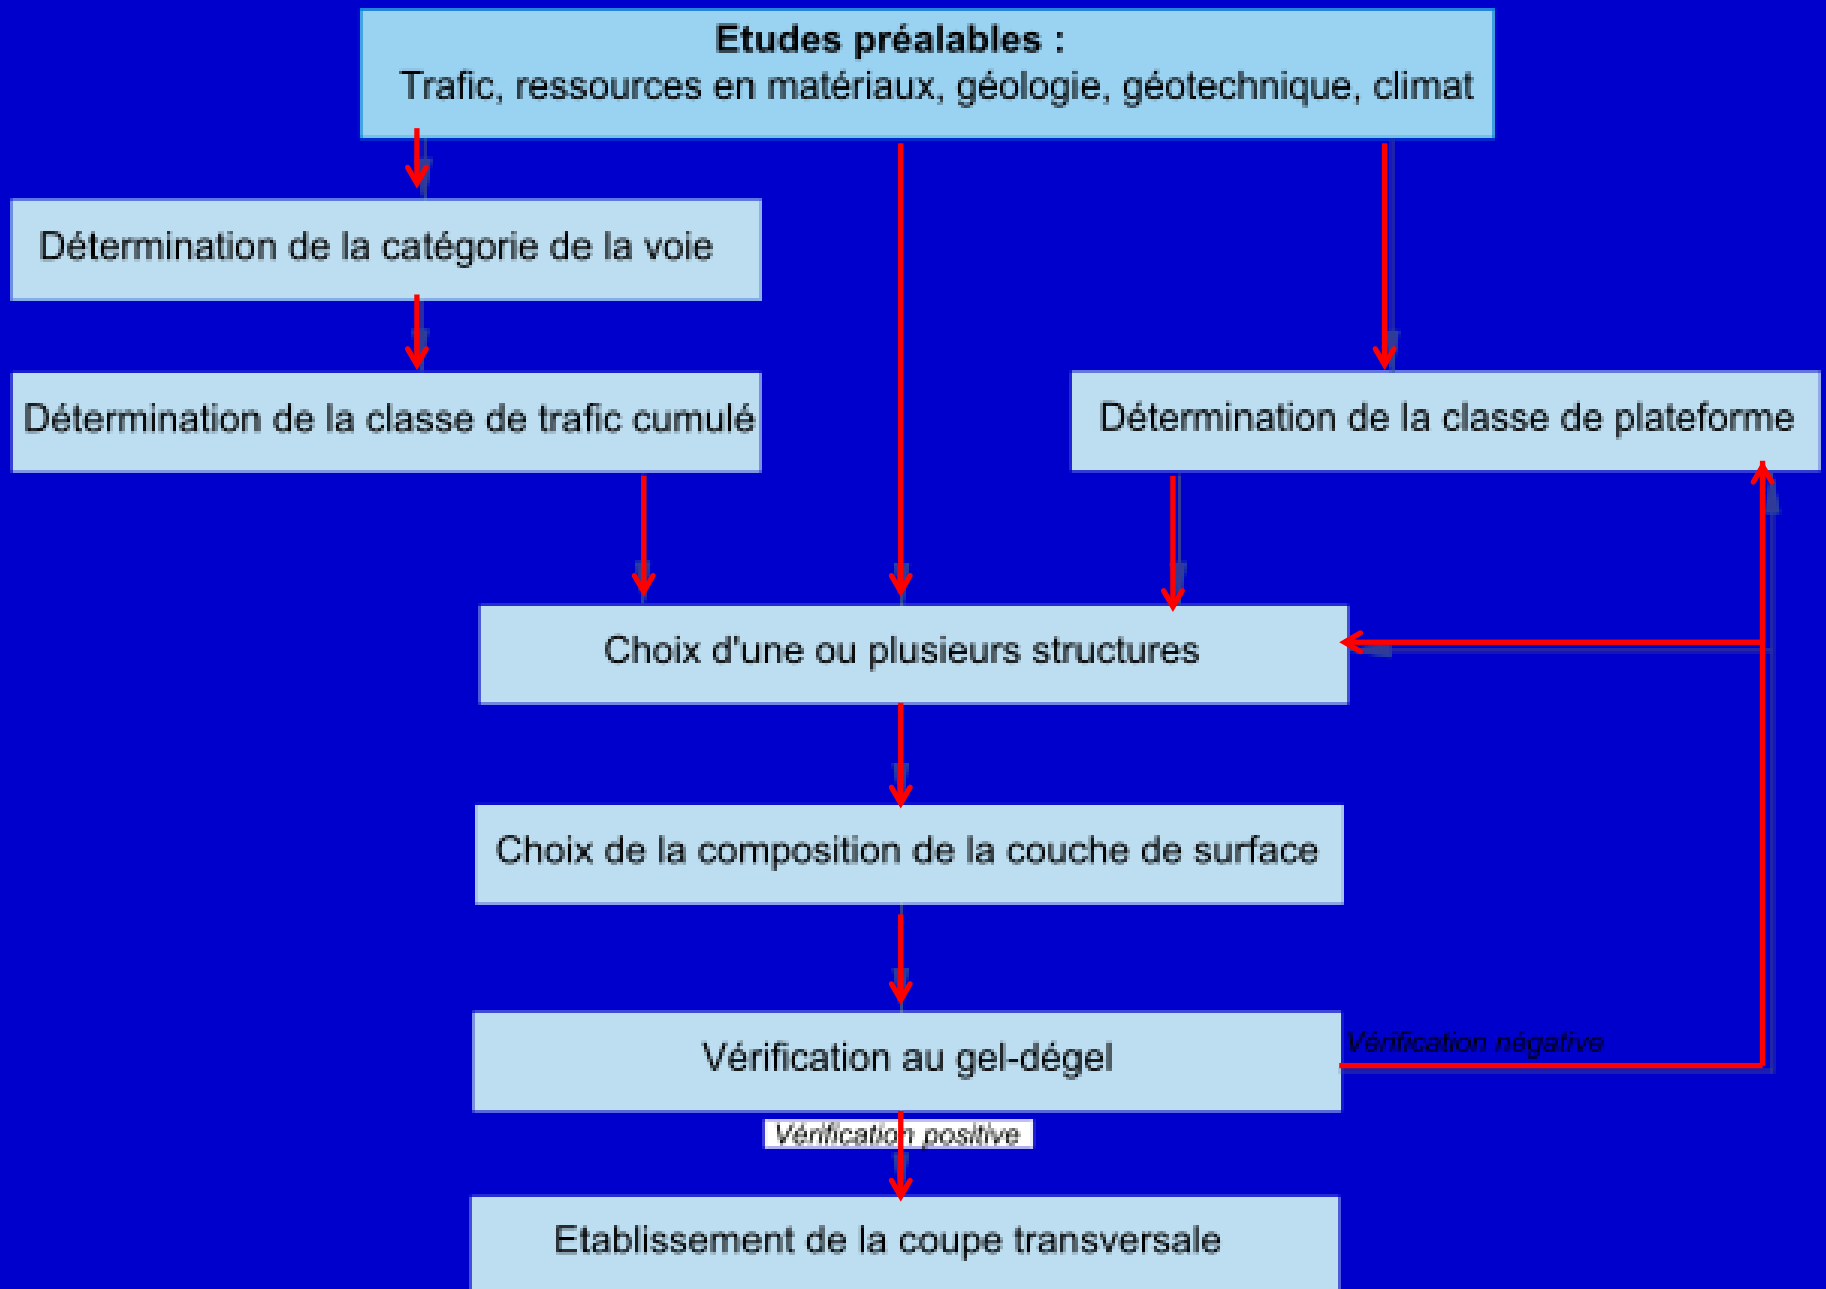 Etudes préalables :
Trafic, ressources en matériaux, géologie, géotechnique, climat
Détermination de la catégorie de la voie
Détermination de la classe de trafic cumulé
Détermination de la classe de plateforme
Choix d'une ou plusieurs structures
Choix de la composition de la couche de surface
Vérification au gel-dégel
Vérification négative
Vérification positive
Etablissement de la coupe transversale